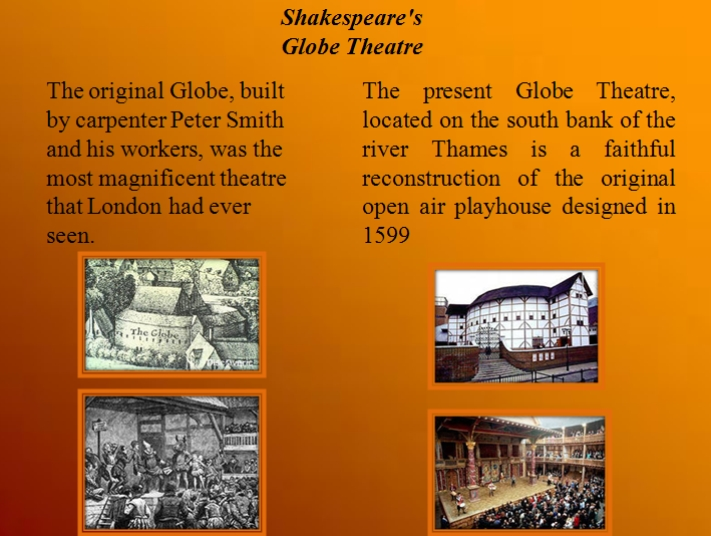 Shakespeare's
Globe Theatre
The original Globe, built
by carpenter Peter Smith
and his workers, was the
most magnificent theatre
that London had ever
seen.
The present Globe Theatre,
located on the south bank of the
river Thames is a faithful
reconstruction of the original
open air playhouse designed in
1599
The Globe